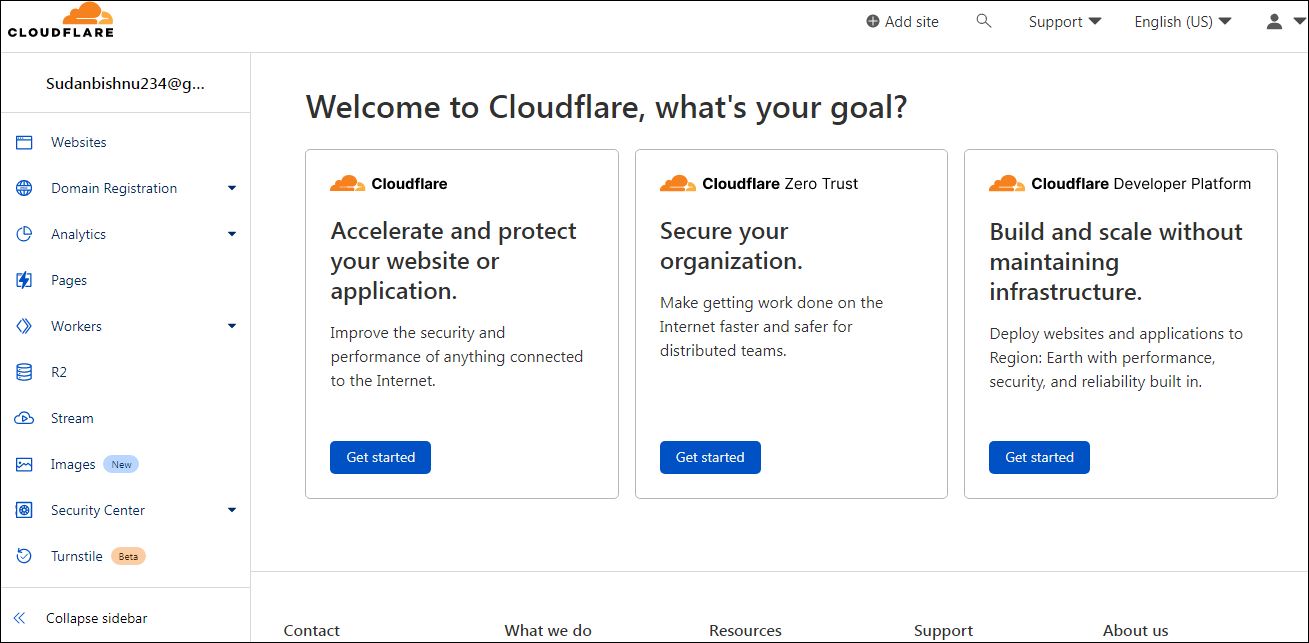 CLOUDFLARE
Add site
Support
English (US)
Sudanbishnu234@g...
Websites
Domain Registration
Analytics
Pages
Workers
R2
Stream
Images New
Security Center
Turnstile Beta
Collapse sidebar
Welcome to Cloudflare, what's your goal?
Cloudflare
Accelerate and protect
your website or
application.
Improve the security and
performance of anything connected
to the Internet.
Get started
Cloudflare Zero Trust
Secure your
organization.
Make getting work done on the
Internet faster and safer for
distributed teams.
Get started
Cloudflare Developer Platform
Build and scale without
maintaining
infrastructure.
Deploy websites and applications to
Region: Earth with performance,
security, and reliability built in.
Get started
Contact
What we do
Resources
Support
About us